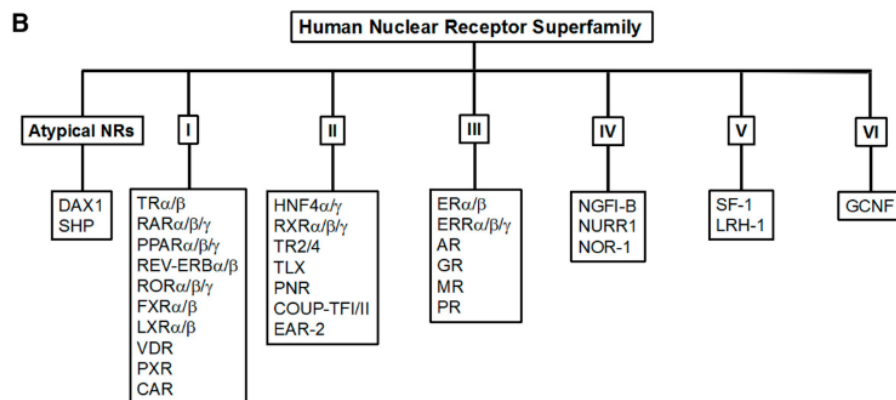 B
Human Nuclear Receptor Superfamily
Atypical NRs
I
II
III
IV
V
VI
DAX1
SHP
TRα/β
RARα/β/γ
PPARα/β/γ
REV-ERBα/β
RORα/β/γ
FXRα/β
LXRα/β
VDR
PXR
CAR
HNF4α/γ
RXRα/β/γ
TR2/4
TLX
PNR
COUP-TFI/II
EAR-2
ERα/β
ERRα/β/γ
AR
GR
MR
PR
NGFI-B
NURR1
NOR-1
SF-1
LRH-1
GCNF